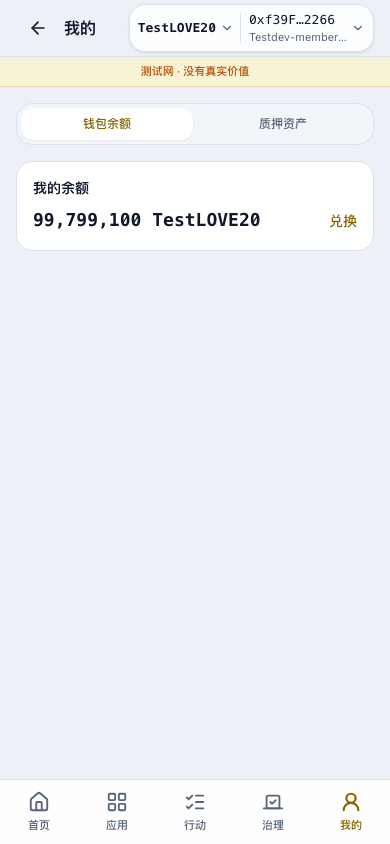 我的
TestLOVE20
0xf39F…2266
Testdev-member…
测试网 · 没有真实价值
钱包余额
质押资产
我的余额
99,799,100 TestLOVE20
兑换
首页
应用
行动
治理
我的